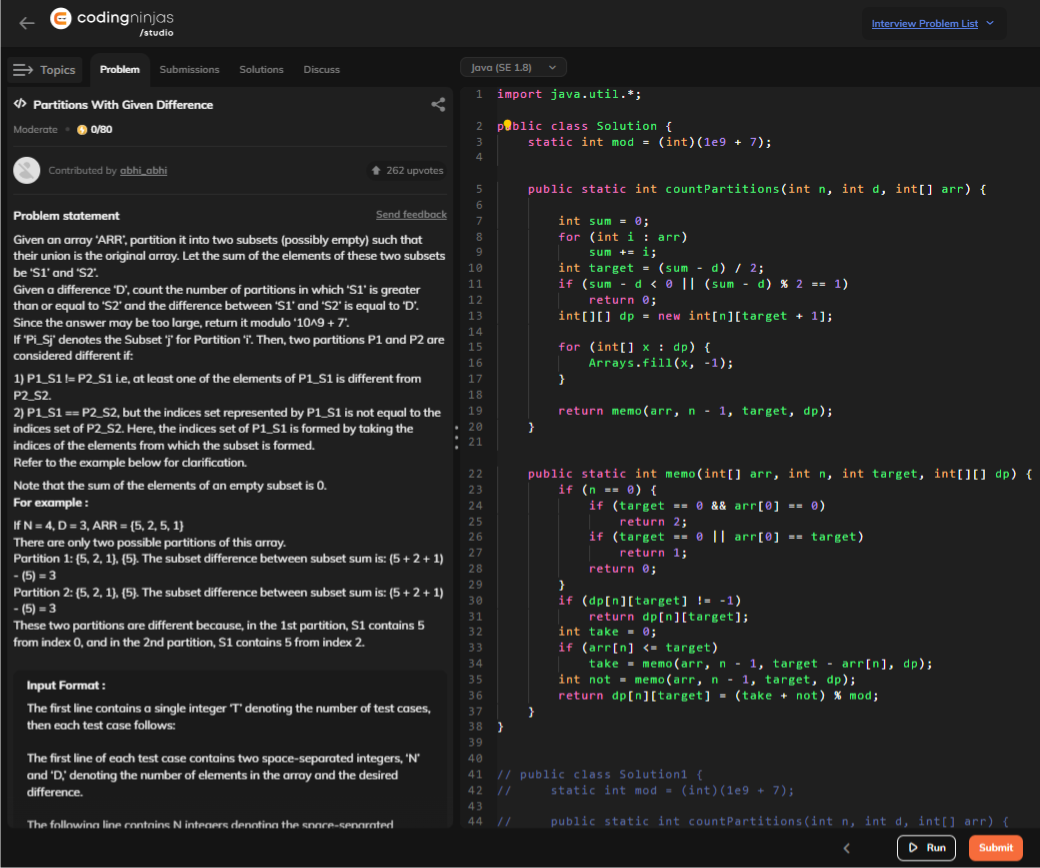 codingninjas
/studio
Interview Problem List
Topics
Problem
Submissions
Solutions
Discuss
Java (SE 1.8)
Partitions With Given Difference
Moderate
0/80
Contributed by abhi_abhi
262 upvotes
Problem statement
Send feedback
Given an array ‘ARR’, partition it into two subsets (possibly empty) such that
their union is the original array. Let the sum of the elements of these two subsets
be ‘S1’ and ‘S2’.
Given a difference ‘D’, count the number of partitions in which ‘S1’ is greater
than or equal to ‘S2’ and the difference between ‘S1’ and ‘S2’ is equal to ‘D’.
Since the answer may be too large, return it modulo ‘10^9 + 7’.
If ‘Pi_Sj’ denotes the Subset ‘j’ for Partition ‘i’. Then, two partitions P1 and P2 are
considered different if:
1) P1_S1 != P2_S1 i.e, at least one of the elements of P1_S1 is different from
P2_S2.
2) P1_S1 == P2_S2, but the indices set represented by P1_S1 is not equal to the
indices set of P2_S2. Here, the indices set of P1_S1 is formed by taking the
indices of the elements from which the subset is formed.
Refer to the example below for clarification.
Note that the sum of the elements of an empty subset is 0.
For example :
If N = 4, D = 3, ARR = {5, 2, 5, 1}
There are only two possible partitions of this array.
Partition 1: {5, 2, 1}, {5}. The subset difference between subset sum is: (5 + 2 + 1)
- (5) = 3
Partition 2: {5, 2, 1}, {5}. The subset difference between subset sum is: (5 + 2 + 1)
- (5) = 3
These two partitions are different because, in the 1st partition, S1 contains 5
from index 0, and in the 2nd partition, S1 contains 5 from index 2.
Input Format :
The first line contains a single integer ‘T’ denoting the number of test cases,
then each test case follows:
The first line of each test case contains two space-separated integers, ‘N’
and ‘D,’ denoting the number of elements in the array and the desired
difference.
The following line contains N integers denoting the space-separated
1 import java.util.*;
2 public class Solution {
3     static int mod = (int)(1e9 + 7);
4
5     public static int countPartitions(int n, int d, int[] arr) {
6
7         int sum = 0;
8         for (int i : arr)
9             sum += i;
10         int target = (sum - d) / 2;
11         if (sum - d < 0 || (sum - d) % 2 == 1)
12             return 0;
13         int[][] dp = new int[n][target + 1];
14
15         for (int[] x : dp) {
16             Arrays.fill(x, -1);
17         }
18
19         return memo(arr, n - 1, target, dp);
20     }
21
22     public static int memo(int[] arr, int n, int target, int[][] dp) {
23         if (n == 0) {
24             if (target == 0 && arr[0] == 0)
25                 return 2;
26             if (target == 0 || arr[0] == target)
27                 return 1;
28             return 0;
29         }
30         if (dp[n][target] != -1)
31             return dp[n][target];
32         int take = 0;
33         if (arr[n] <= target)
34             take = memo(arr, n - 1, target - arr[n], dp);
35         int not = memo(arr, n - 1, target, dp);
36         return dp[n][target] = (take + not) % mod;
37     }
38 }
39
40
41 // public class Solution1 {
42 //     static int mod = (int)(1e9 + 7);
43
44 //     public static int countPartitions(int n, int d, int[] arr) {
Run
Submit